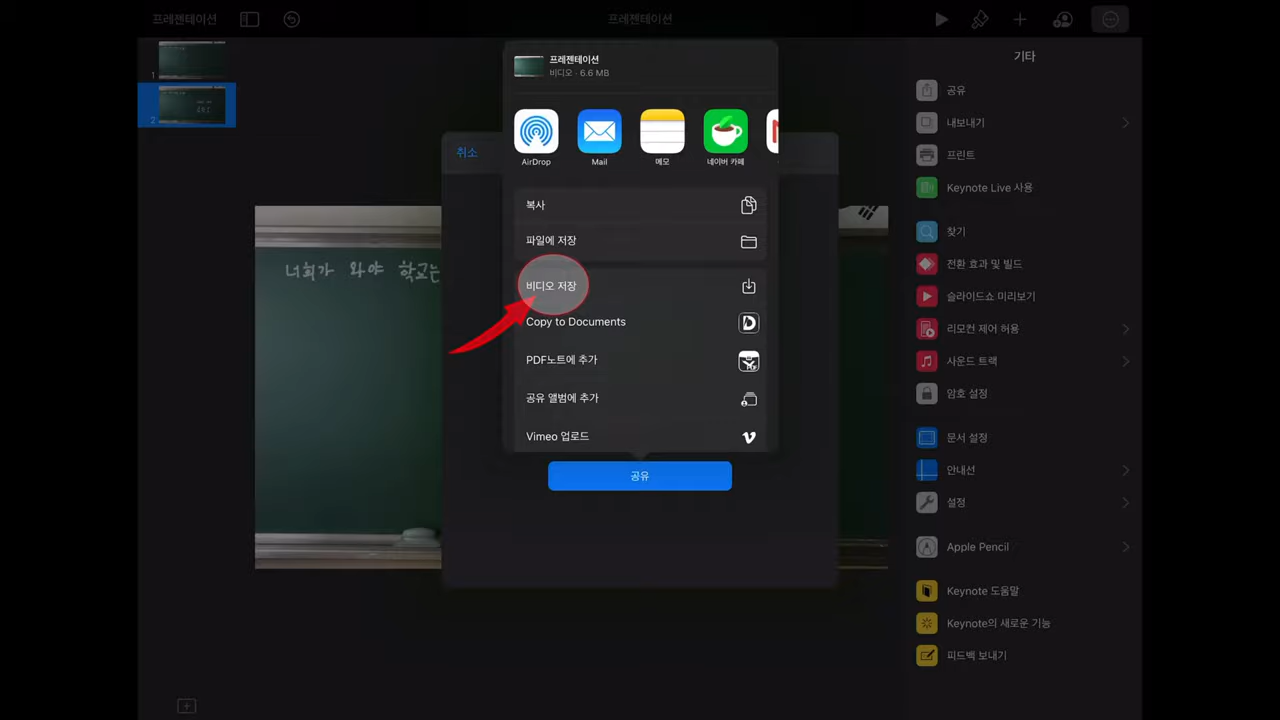 프레젠테이션
프레젠테이션
기타
1
2
프레젠테이션
비디오 · 6.6 MB
AirDrop
Mail
메모
네이버 카페
취소
복사
파일에 저장
비디오 저장
Copy to Documents
PDF노트에 추가
공유 앨범에 추가
Vimeo 업로드
공유
너희가 와야 학교는
공유
내보내기
프린트
Keynote Live 사용
찾기
전환 효과 및 빌드
슬라이드쇼 미리보기
리모컨 제어 허용
사운드 트랙
암호 설정
문서 설정
안내선
설정
Apple Pencil
Keynote 도움말
Keynote의 새로운 기능
피드백 보내기